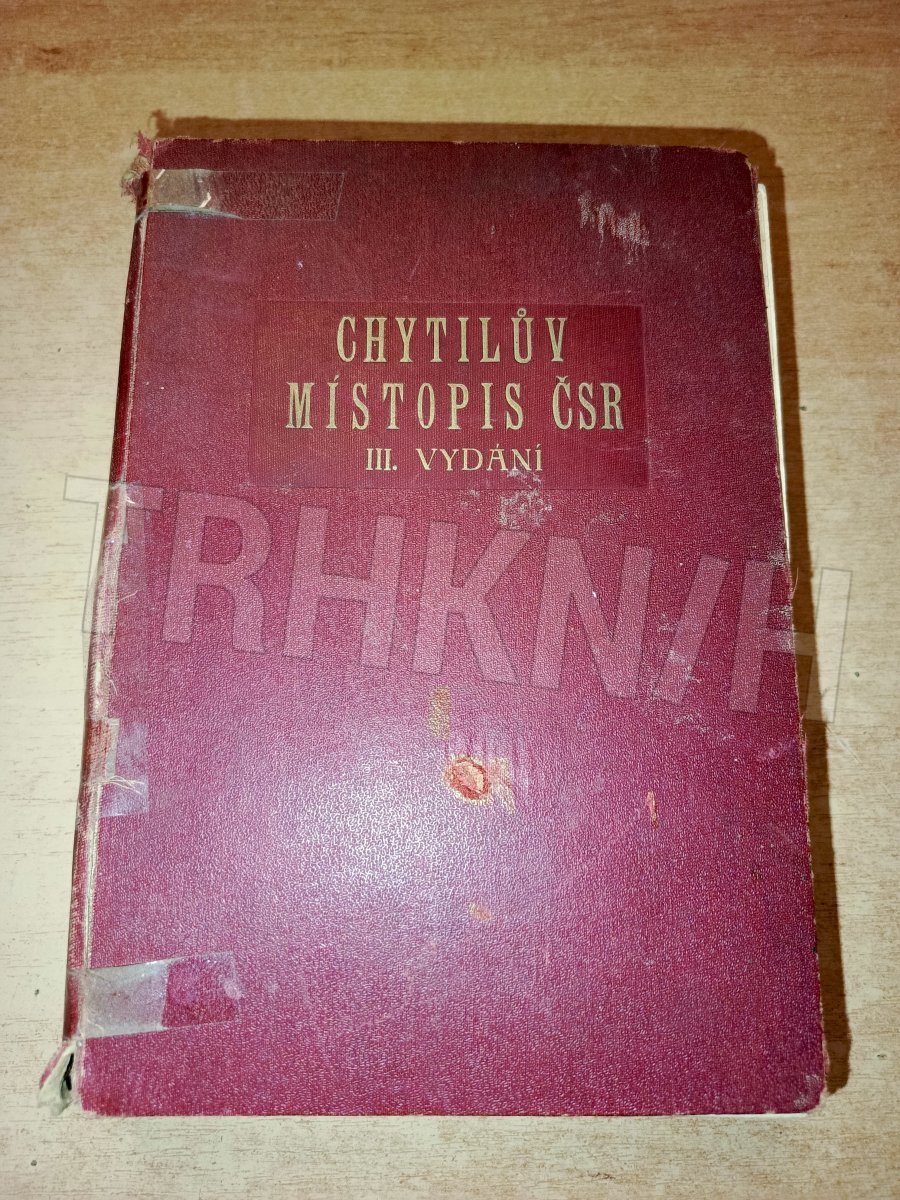 CHYTILŮV
MÍSTOPIS ČSR
III. VYDÁNÍ
TRHKNIH